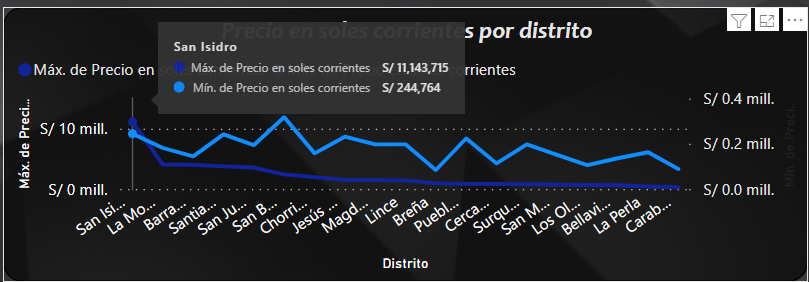 Precio en soles corrientes por distrito
San Isidro
Máx. de Precio en soles corrientes S/ 11,143,715
Mín. de Precio en soles corrientes S/ 244,764
Máx. de Precio en soles corrientes
Máx. de Preci...
S/ 10 mill.
S/ 0 mill.
S/ 0.4 mill.
S/ 0.2 mill.
S/ 0.0 mill.
Mín. de Preci...
San Isi...
La Mo...
Barra...
Santia...
San Ju...
San B...
Chorri...
Jesús ...
Magd...
Lince
Breña
Puebl...
Cerca...
Surqu...
San M...
Los Ol...
Bellavi...
La Perla
Carab...
Distrito